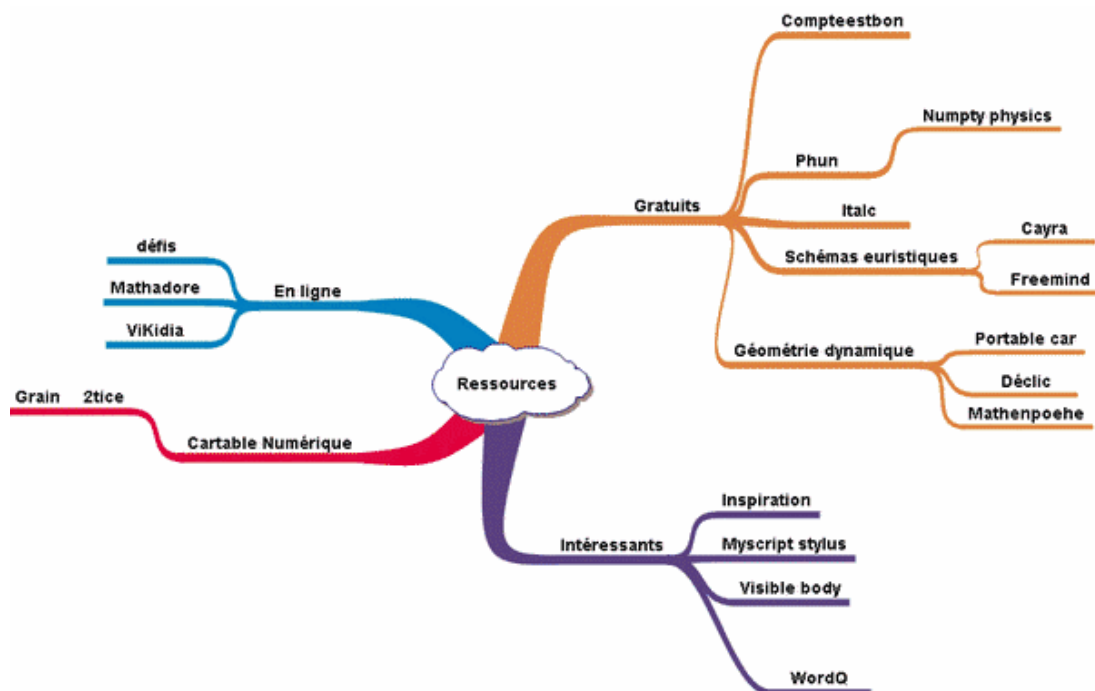 Compteestbon
Numpty physics
Phun
Gratuits
Italc
Cayra
Schémas euristiques
Freemind
Portable car
Géométrie dynamique
Déclic
Mathenpoehe
défis
En ligne
Mathadore
ViKidia
Ressources
Grain 2tice
Cartable Numérique
Inspiration
Intéressants
Myscript stylus
Visible body
WordQ